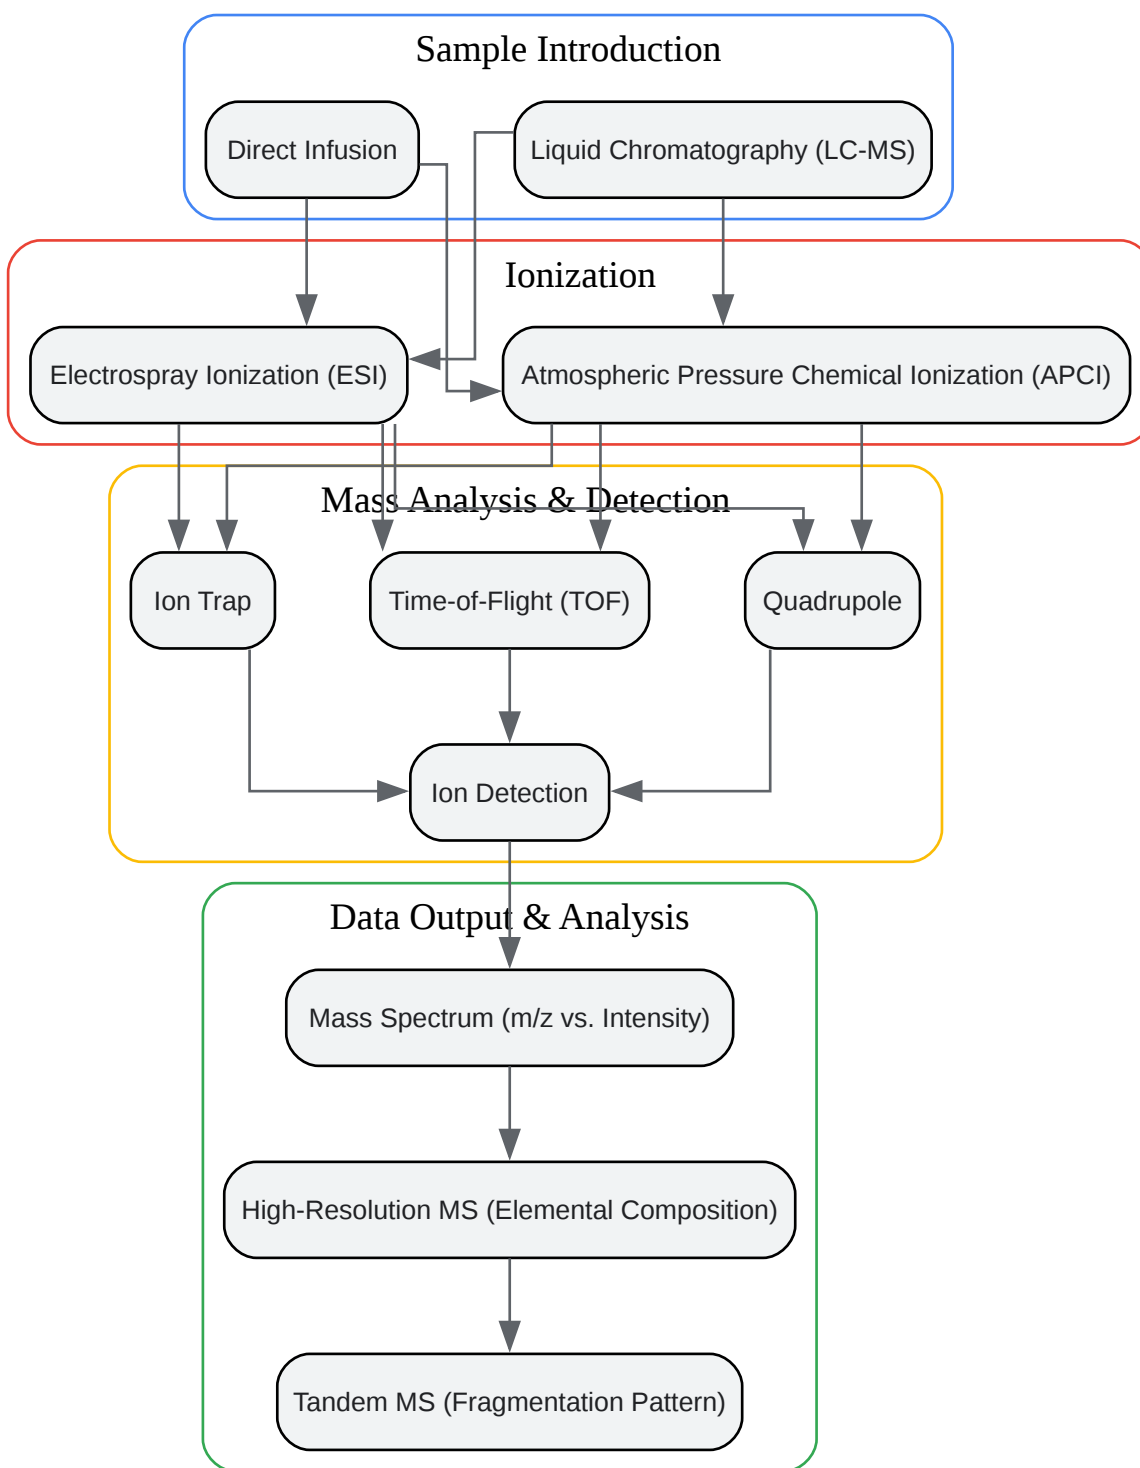 Sample Introduction
Direct Infusion
Liquid Chromatography (LC-MS)
Ionization
Electrospray Ionization (ESI)
Atmospheric Pressure Chemical Ionization (APCI)
Mass Analysis & Detection
Ion Trap
Time-of-Flight (TOF)
Quadrupole
Ion Detection
Data Output & Analysis
Mass Spectrum (m/z vs. Intensity)
High-Resolution MS (Elemental Composition)
Tandem MS (Fragmentation Pattern)